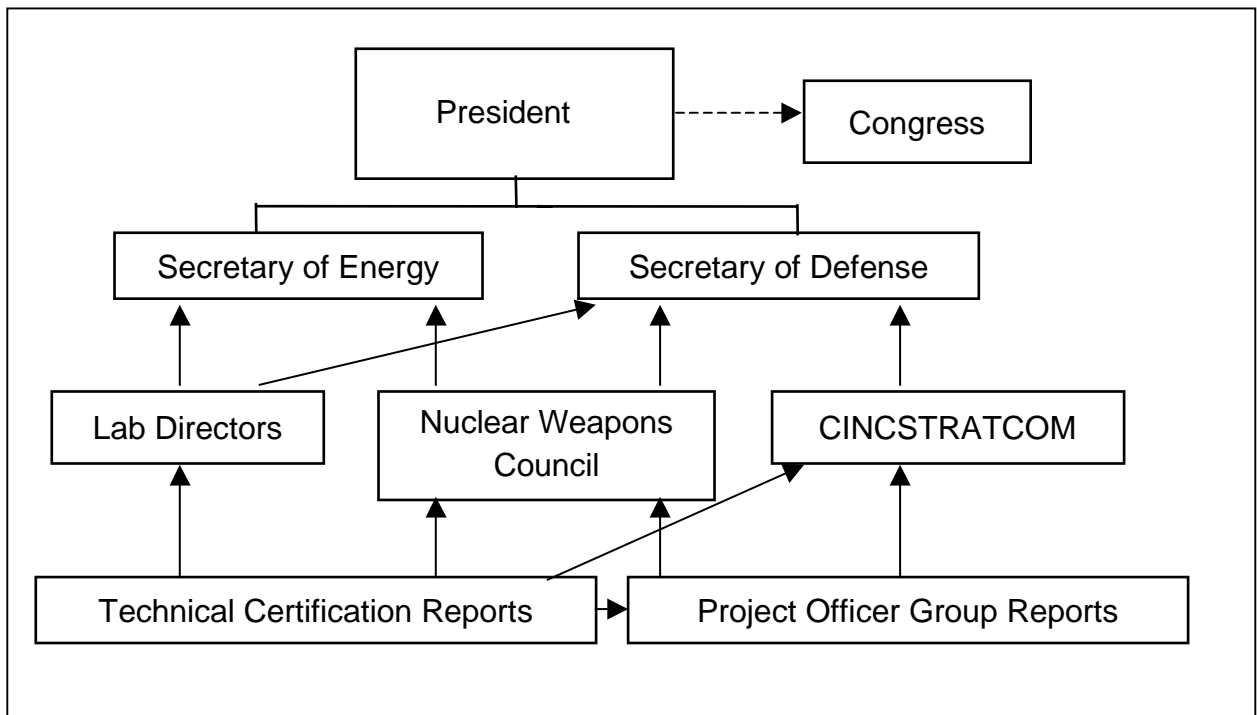 President
Congress
Secretary of Energy
Secretary of Defense
Lab Directors
Nuclear Weapons
Council
CINCSTRATCOM
Technical Certification Reports
Project Officer Group Reports